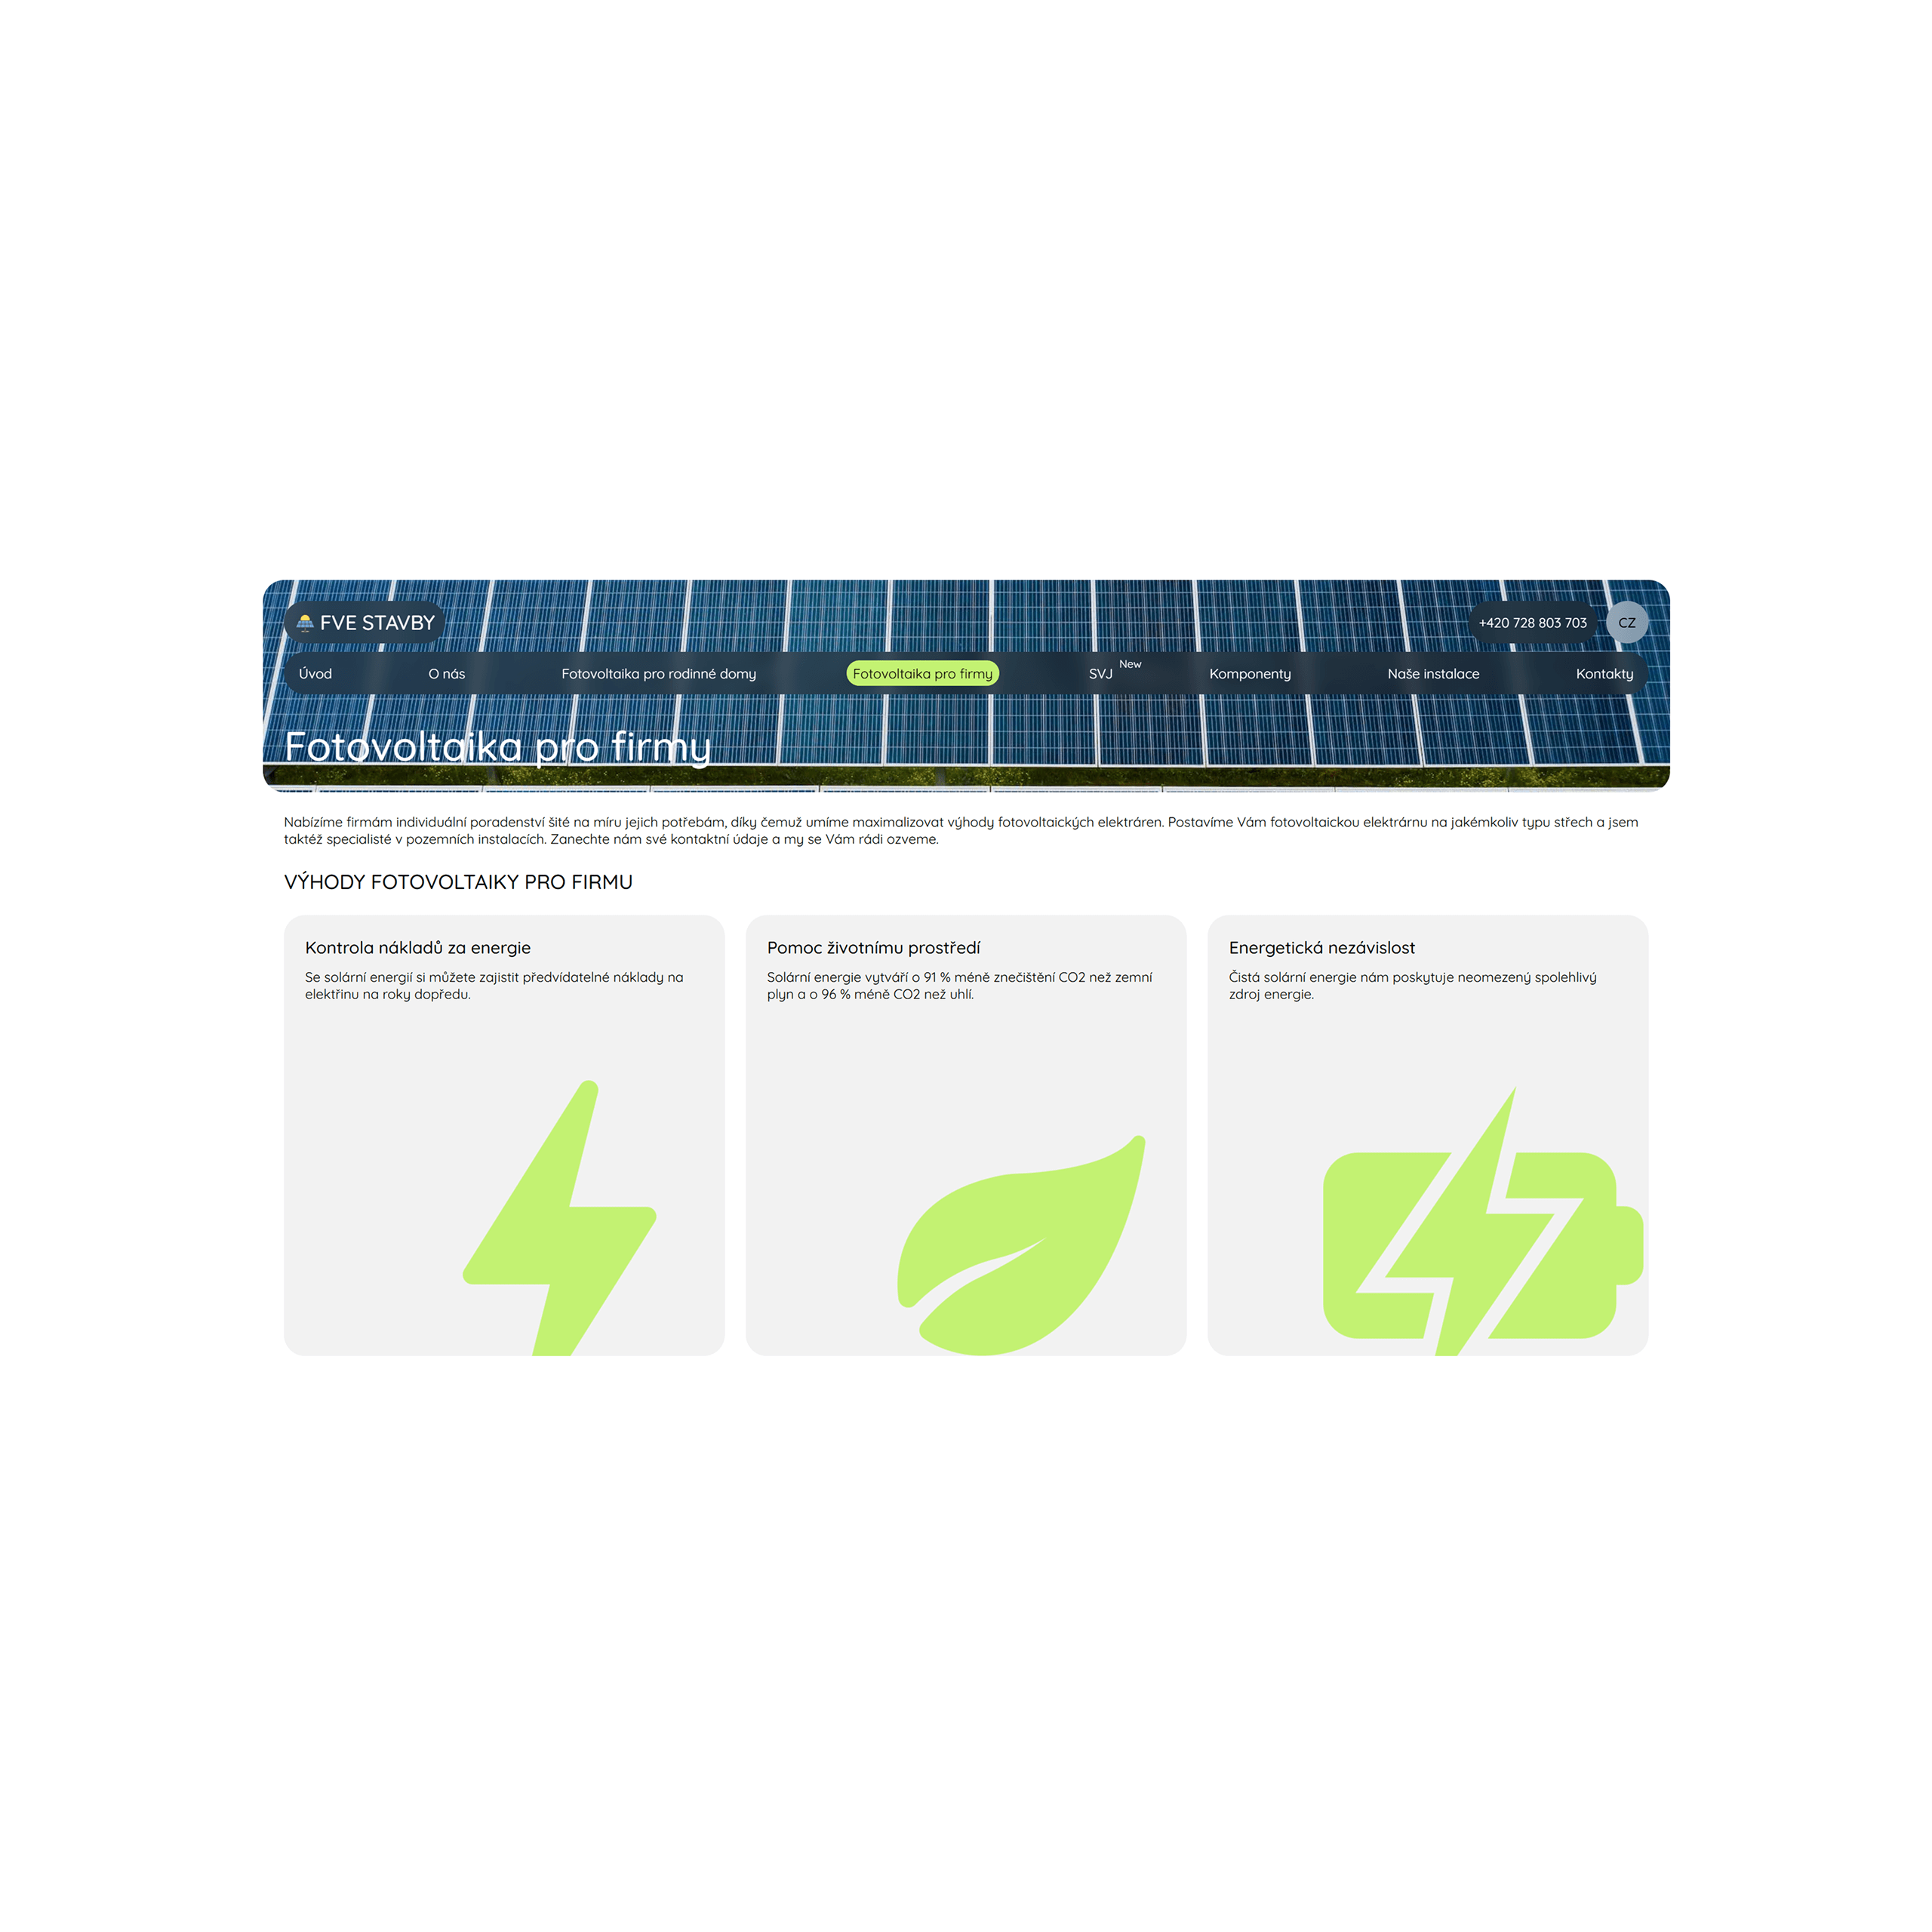 FVE STAVBY
+420 728 803 703
CZ
Úvod
O nás
Fotovoltaika pro rodinné domy
Fotovoltaika pro firmy
SVJ
New
Komponenty
Naše instalace
Kontakty
Fotovoltaika pro firmy
Nabízíme firmám individuální poradenství šité na míru jejich potřebám, díky čemuž umíme maximalizovat výhody fotovoltaických elektráren. Postavíme Vám fotovoltaickou elektrárnu na jakémkoliv typu střech a jsem
taktéž specialisté v pozemních instalacích. Zanechte nám své kontaktní údaje a my se Vám rádi ozveme.
VÝHODY FOTOVOLTAIKY PRO FIRMU
Kontrola nákladů za energie
Se solární energií si můžete zajistit předvídatelné náklady na
elektřinu na roky dopředu.
Pomoc životnímu prostředí
Solární energie vytváří o 91 % méně znečištění CO2 než zemní
plyn a o 96 % méně CO2 než uhlí.
Energetická nezávislost
Čistá solární energie nám poskytuje neomezený spolehlivý
zdroj energie.